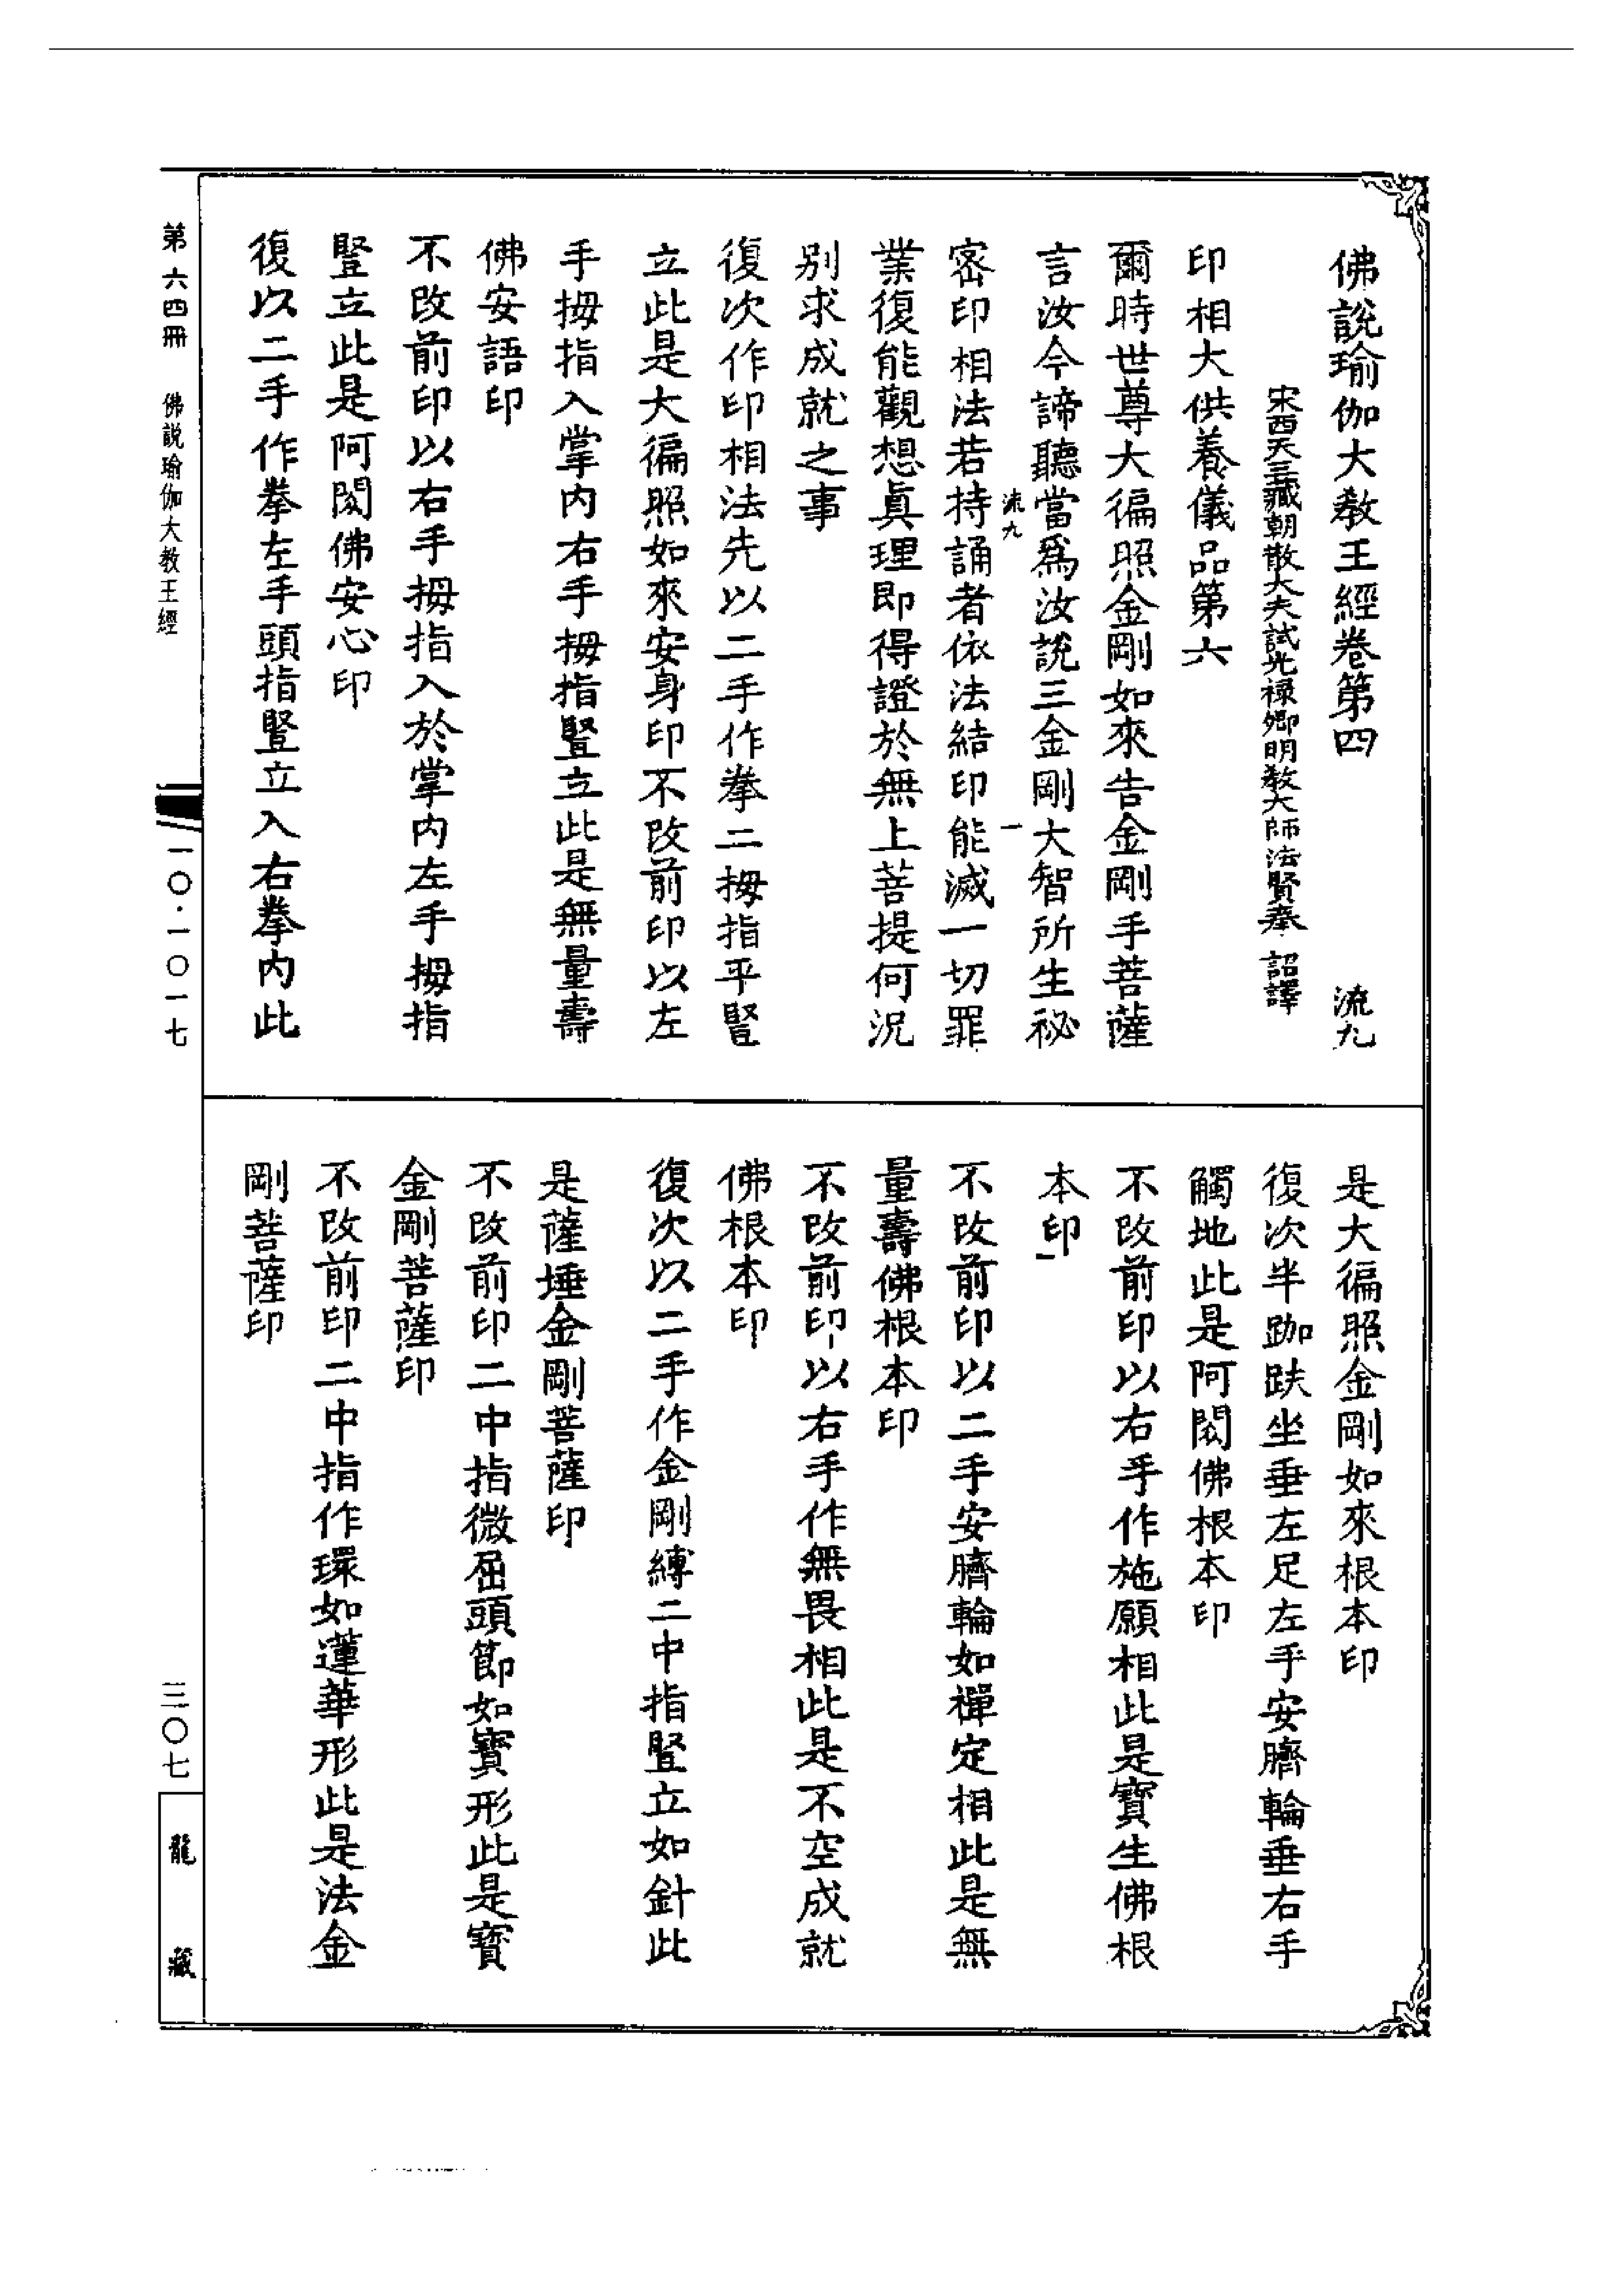 佛說瑜伽大教王經卷第四 流九
宋西天三藏朝散大夫試光祿卿明教大師法賢奉 詔譯
印相大供養儀品第六
爾時世尊大徧照金剛如來告金剛手菩薩
言汝今諦聽當爲汝說三金剛大智所生祕
流九 一
密印相法若持誦者依法結印能滅一切罪
業復能觀想眞理即得證於無上菩提何況
别求成就之事
復次作印相法先以二手作拳二拇指平豎
立此是大徧照如來安身印不改前印以左
手拇指入掌内右手拇指豎立此是無量壽
佛安語印
不改前印以右手拇指入於掌内左手拇指
豎立此是阿閦佛安心印
復以二手作拳左手頭指豎立入右拳内此
是大徧照金剛如來根本印
復次半跏趺坐垂左足左手安臍輪垂右手
觸地此是阿閦佛根本印
不改前印以右手作施願相此是寶生佛根
本印
不改前印以二手安臍輪如禪定相此是無
量壽佛根本印
不改前印以右手作無畏相此是不空成就
佛根本印
復次以二手作金剛縛二中指豎立如針此
是薩埵金剛菩薩印
不改前印二中指微屈頭節如寶形此是寶
金剛菩薩印
不改前印二中指作環如蓮華形此是法金
剛菩薩印
第六四冊 佛說瑜伽大教王經
一〇·一〇一七
三〇七
龍藏